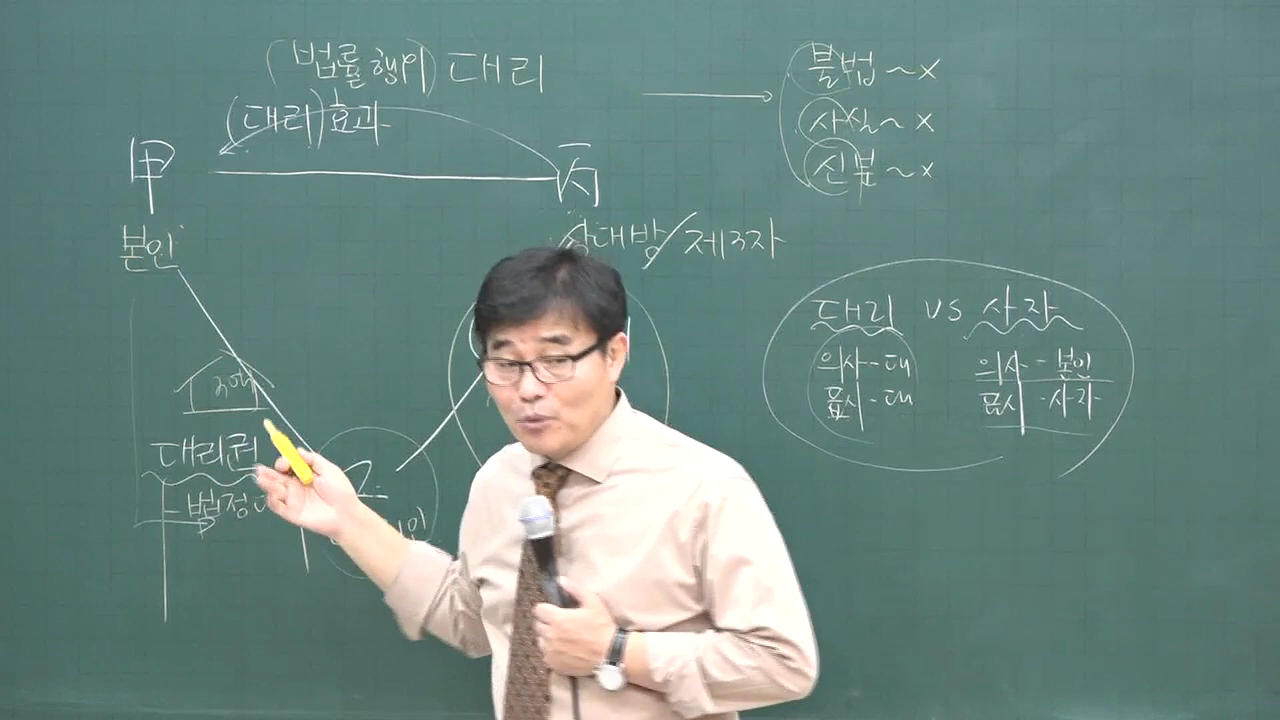 (법률행위) 대리
(대리) 효과
甲
丙
본인
상대방/제3자
대리권
- 법정
乙
불법 ~ X
사실 ~ X
신분 ~ X
대리 VS 사자
의사 - 대
표시 - 대
의사 - 본인
표시 - 사자